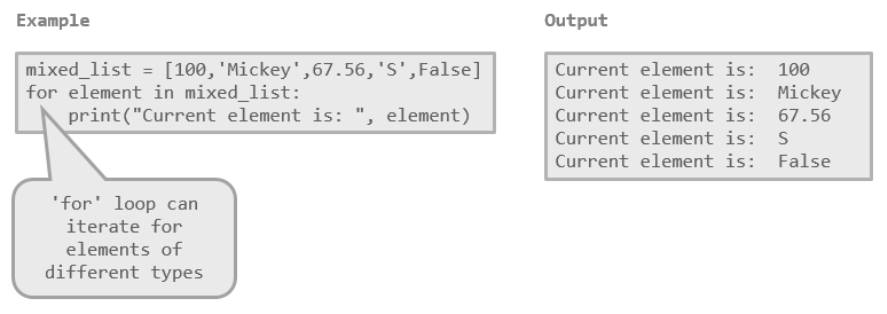 Example
mixed_list = [100,'Mickey',67.56,'S',False]
for element in mixed_list:
    print("Current element is: ", element)
'for' loop can
iterate for
elements of
different types
Output
Current element is:  100
Current element is:  Mickey
Current element is:  67.56
Current element is:  S
Current element is:  False